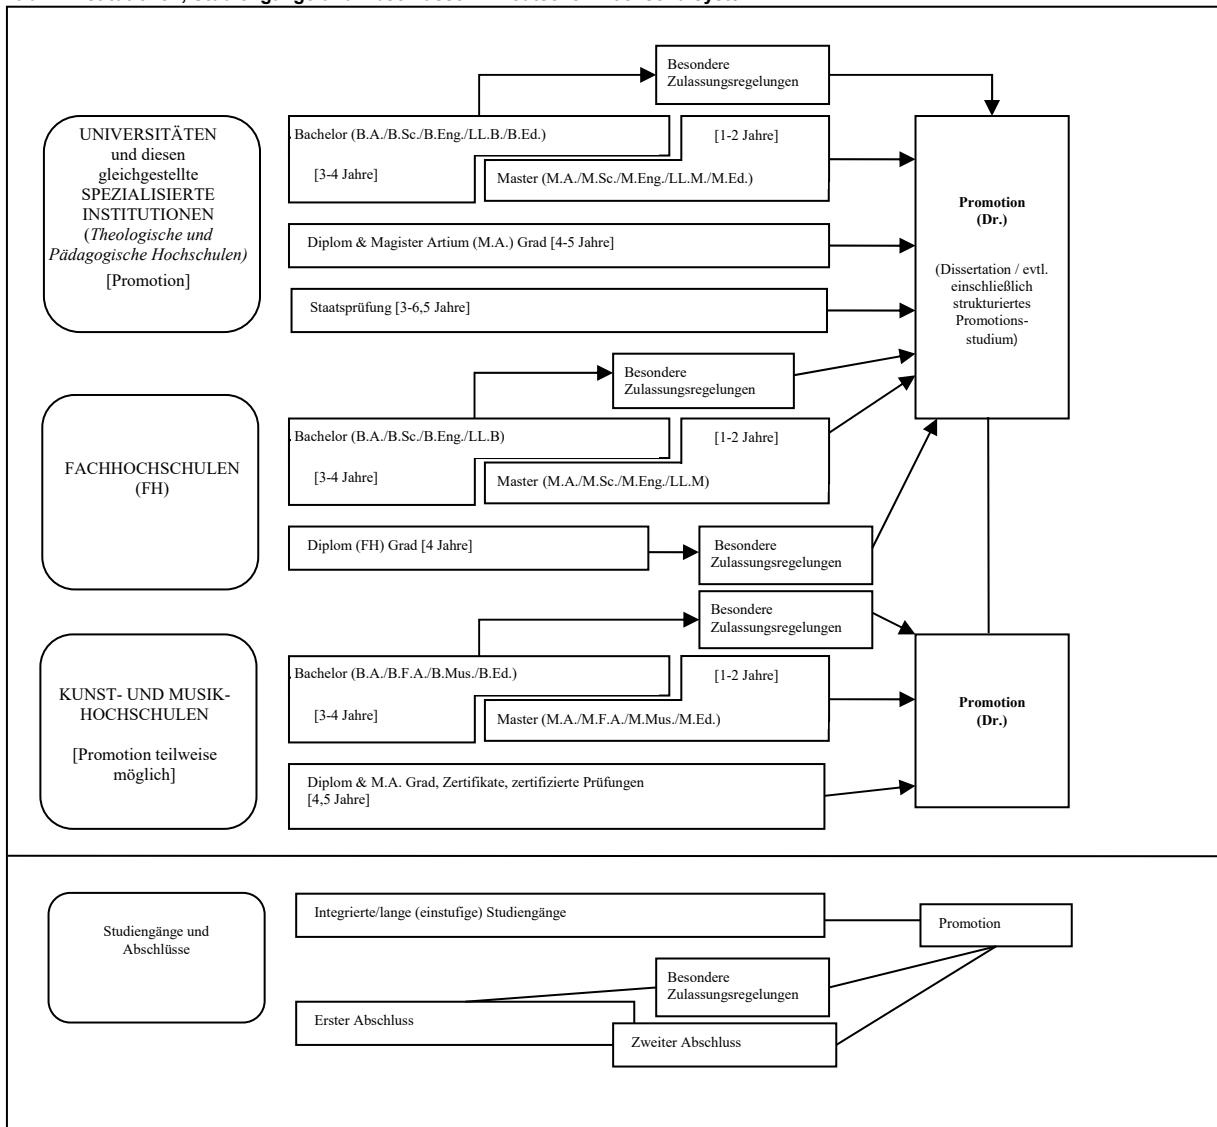 Besondere
Zulassungsregelungen
UNIVERSITÄTEN
und diesen
gleichgestellte
SPEZIALISIERTE
INSTITUTIONEN
(Theologische und
Pädagogische Hochschulen)
[Promotion]
Bachelor (B.A./B.Sc./B.Eng./LL.B./B.Ed.)
[3-4 Jahre]
[1-2 Jahre]
Master (M.A./M.Sc./M.Eng./LL.M./M.Ed.)
Diplom & Magister Artium (M.A.) Grad [4-5 Jahre]
Staatsprüfung [3-6,5 Jahre]
Promotion
(Dr.)
(Dissertation / evtl.
einschließlich
strukturiertes
Promotions-
studium)
Besondere
Zulassungsregelungen
FACHHOCHSCHULEN
(FH)
Bachelor (B.A./B.Sc./B.Eng./LL.B)
[3-4 Jahre]
[1-2 Jahre]
Master (M.A./M.Sc./M.Eng./LL.M)
Diplom (FH) Grad [4 Jahre]
Besondere
Zulassungsregelungen
Besondere
Zulassungsregelungen
KUNST- UND MUSIK-
HOCHSCHULEN
[Promotion teilweise
möglich]
Bachelor (B.A./B.F.A./B.Mus./B.Ed.)
[3-4 Jahre]
[1-2 Jahre]
Master (M.A./M.F.A./M.Mus./M.Ed.)
Diplom & M.A. Grad, Zertifikate, zertifizierte Prüfungen
[4,5 Jahre]
Promotion
(Dr.)
Studiengänge und
Abschlüsse
Integrierte/lange (einstufige) Studiengänge
Promotion
Besondere
Zulassungsregelungen
Erster Abschluss
Zweiter Abschluss